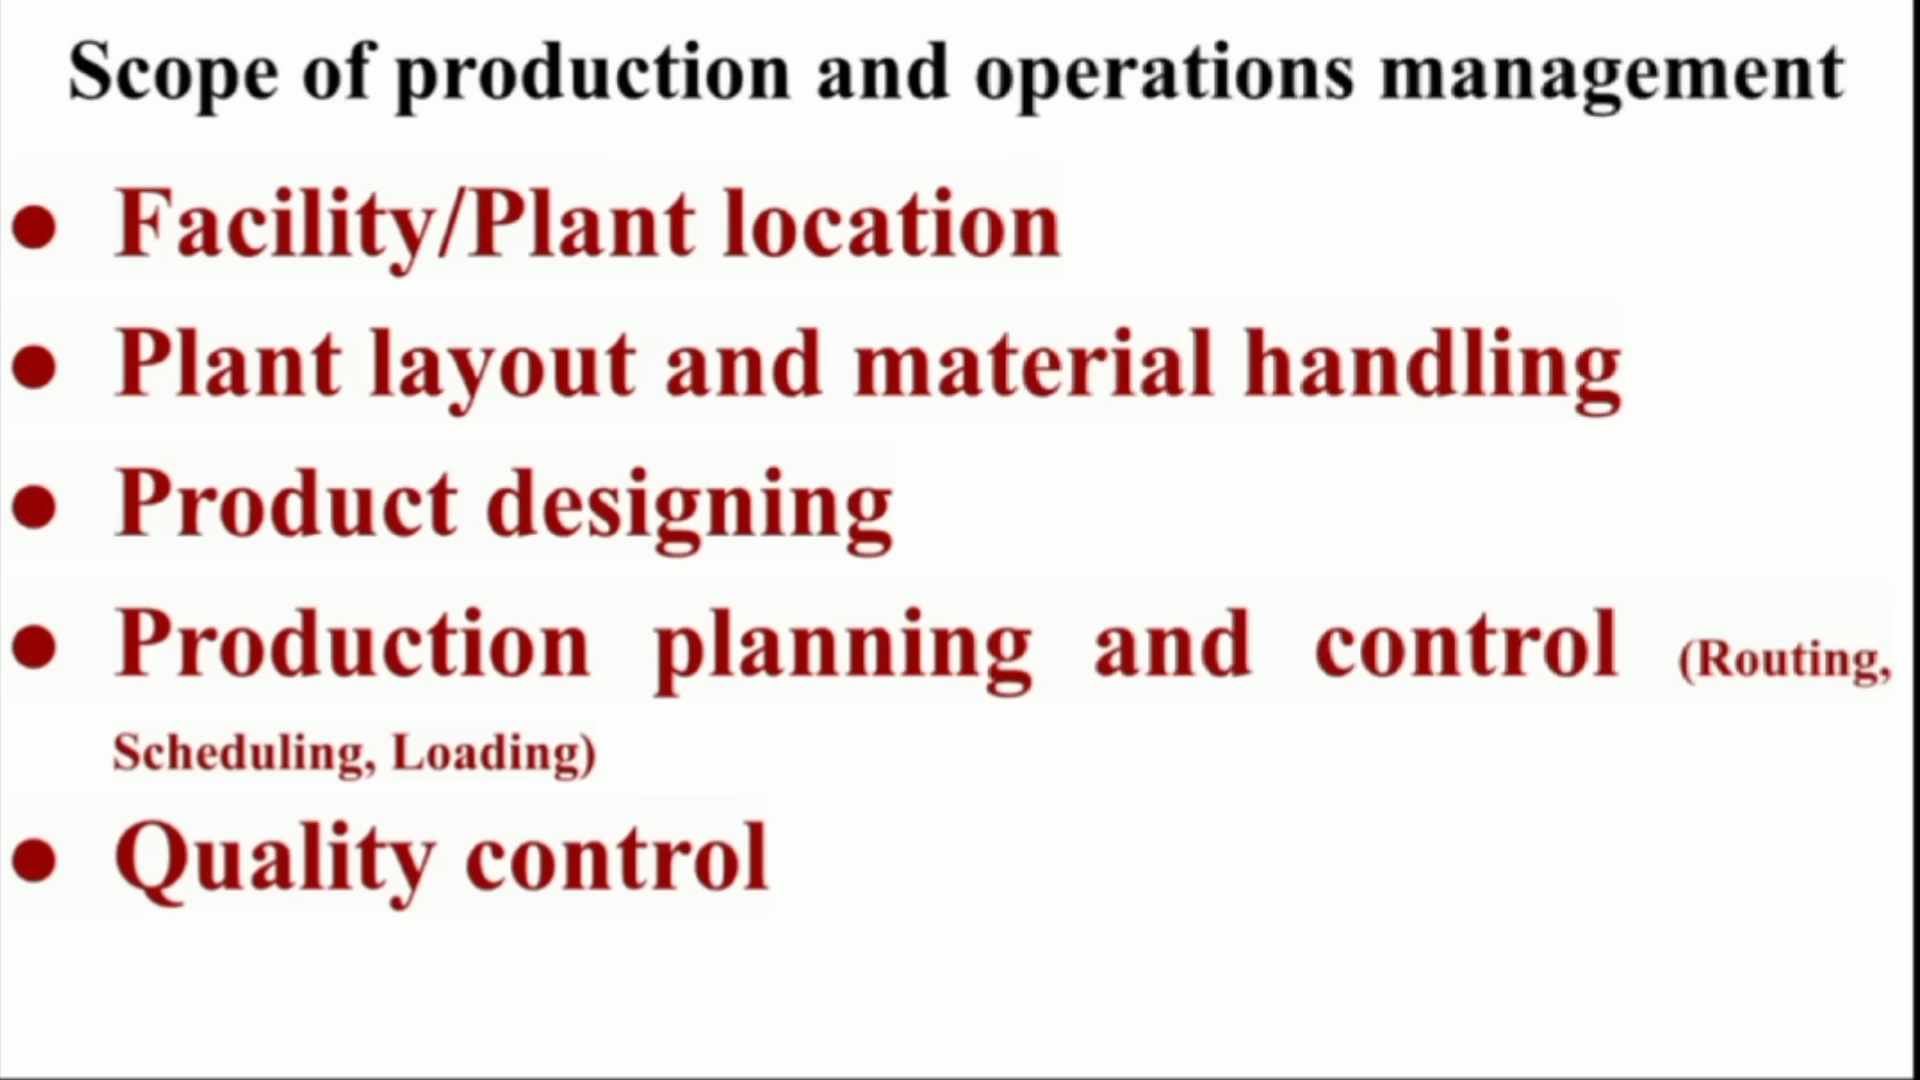 Scope of production and operations management
• Facility/Plant location
• Plant layout and material handling
• Product designing
• Production planning and control (Routing,
Scheduling, Loading)
• Quality control